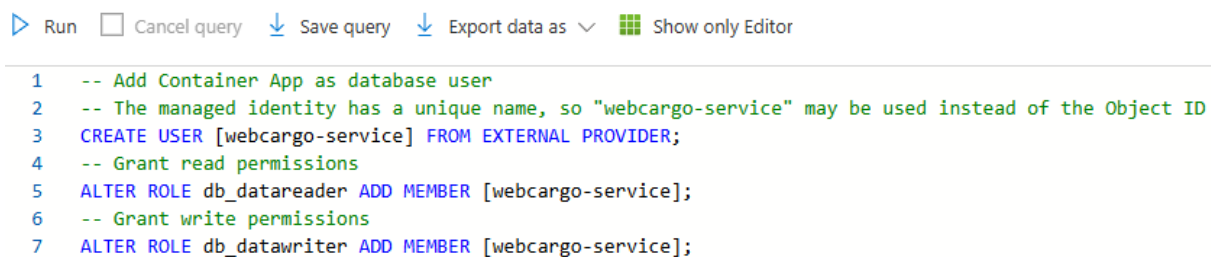 Run Cancel query Save query Export data as Show only Editor
1 -- Add Container App as database user
2 -- The managed identity has a unique name, so "webcargo-service" may be used instead of the Object ID
3 CREATE USER [webcargo-service] FROM EXTERNAL PROVIDER;
4 -- Grant read permissions
5 ALTER ROLE db_datareader ADD MEMBER [webcargo-service];
6 -- Grant write permissions
7 ALTER ROLE db_datawriter ADD MEMBER [webcargo-service];